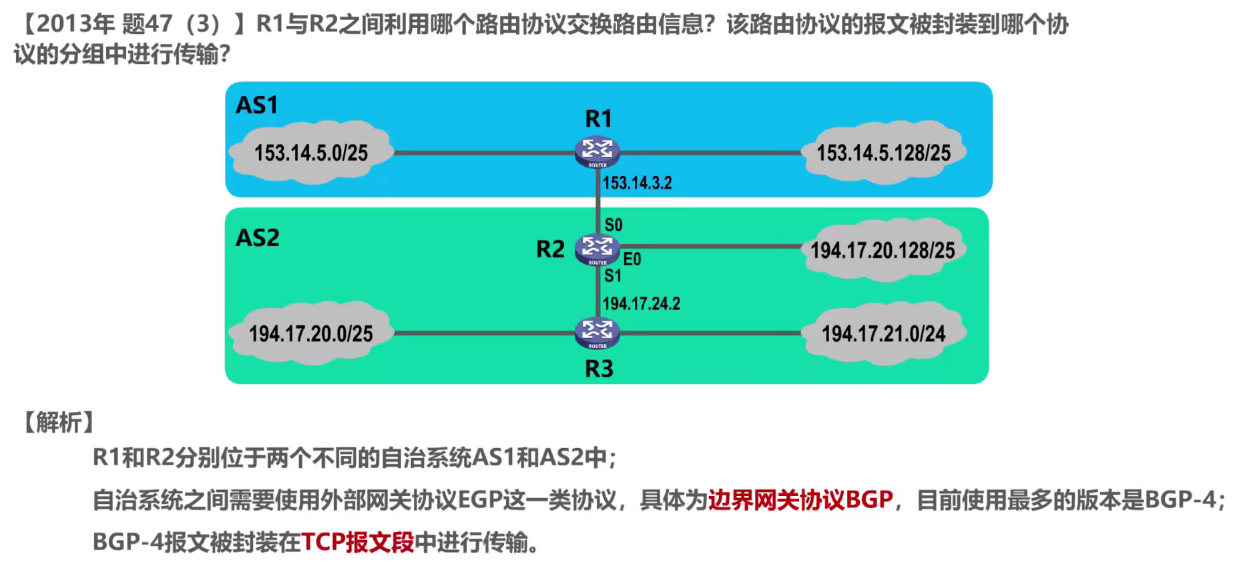 【2013年 题47（3）】R1与R2之间利用哪个路由协议交换路由信息？该路由协议的报文被封装到哪个协
议的分组中进行传输？
AS1
R1
153.14.5.0/25
ROUTER
153.14.5.128/25
153.14.3.2
AS2
S0
R2
ROUTER
E0
194.17.20.128/25
S1
194.17.24.2
194.17.20.0/25
ROUTER
194.17.21.0/24
R3
【解析】
R1和R2分别位于两个不同的自治系统AS1和AS2中；
自治系统之间需要使用外部网关协议EGP这一类协议，具体为边界网关协议BGP，目前使用最多的版本是BGP-4；
BGP-4报文被封装在TCP报文段中进行传输。